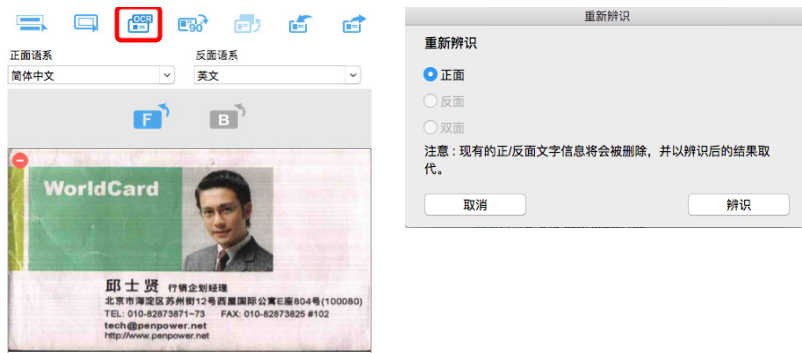 OCR
90°
正面语系
反面语系
简体中文
英文
F
B
WorldCard
邱士贤 行销企划经理
北京市海淀区苏州街12号西屋国际公寓E座804号(100080)
TEL: 010-82873871~73 FAX: 010-82873825 #102
tech@penpower.net
http://www.penpower.net
重新辨识
重新辨识
正面
反面
双面
注意：现有的正/反面文字信息将会被删除，并以辨识后的结果取
代。
取消
辨识